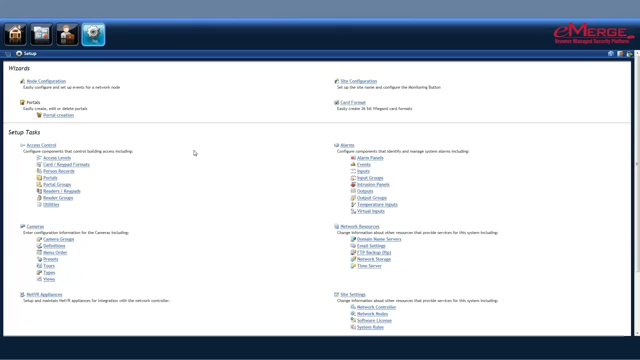 eMerge
Browser Managed Security Platform
Setup
Wizards
Node Configuration
Easily configure and set up events for a network node
Site Configuration
Set up the site name and configure the Monitoring Button
Portals
Easily create, edit or delete portals
Portal creation
Card Format
Easily create 26 bit Wiegand card formats
Setup Tasks
Access Control
Configure components that control building access including:
Access Levels
Card / Keypad Formats
Person Records
Portals
Portal Groups
Readers / Keypads
Reader Groups
Utilities
Alarms
Configure components that identify and manage system alarms including:
Alarm Panels
Events
Inputs
Input Groups
Intrusion Panels
Outputs
Output Groups
Temperature Inputs
Virtual Inputs
Cameras
Enter configuration information for the Cameras including:
Camera Groups
Definitions
Menu Order
Presets
Tours
Types
Views
Network Resources
Change information about other resources that provide services for this system including:
Domain Name Servers
Email Settings
FTP Backup
Network Storage
Time Server
NetVR Appliances
Setup and maintain NetVR appliances for integration with the network controller.
Site Settings
Change information about other resources that provide services for this system including:
Network Controller
Network Nodes
Software License
System Rules